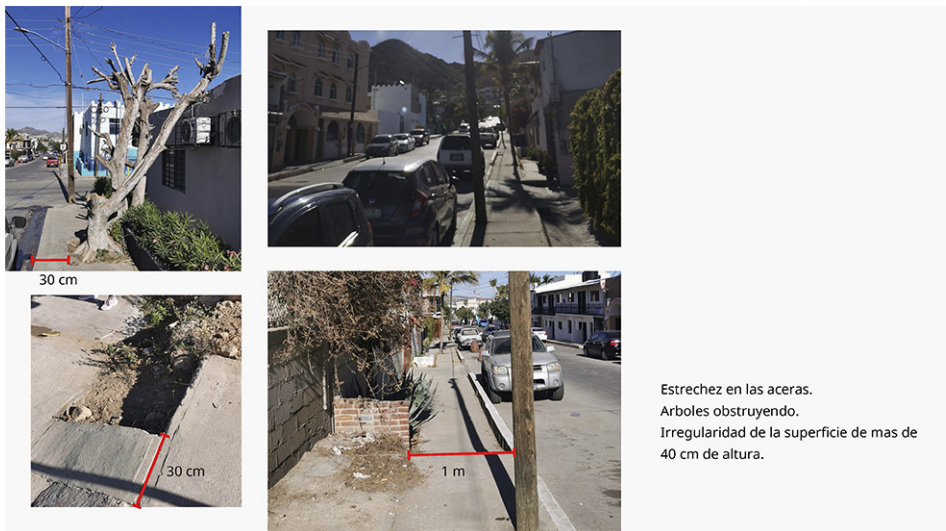 30 cm
30 cm
1 m
Estrechez en las aceras.
Arboles obstruyendo.
Irregularidad de la superficie de mas de
40 cm de altura.